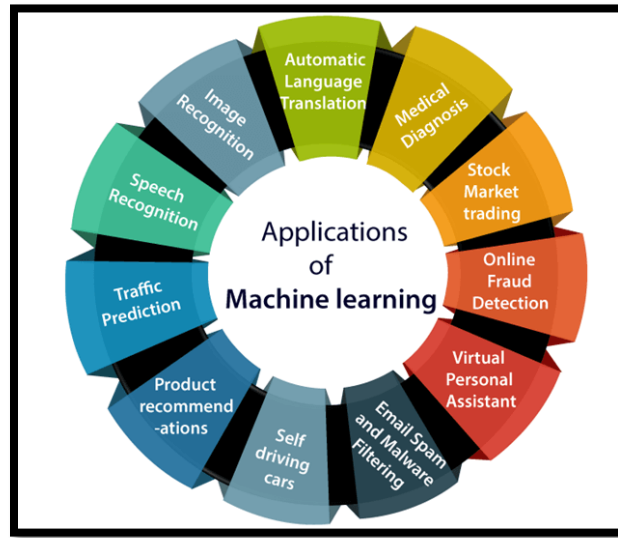 Applications
of
Machine learning
Automatic
Language
Translation
Medical
Diagnosis
Stock
Market
trading
Online
Fraud
Detection
Virtual
Personal
Assistant
Email Spam
and Malware
Filtering
Self
driving
cars
Product
recommend
-ations
Traffic
Prediction
Speech
Recognition
Image
Recognition